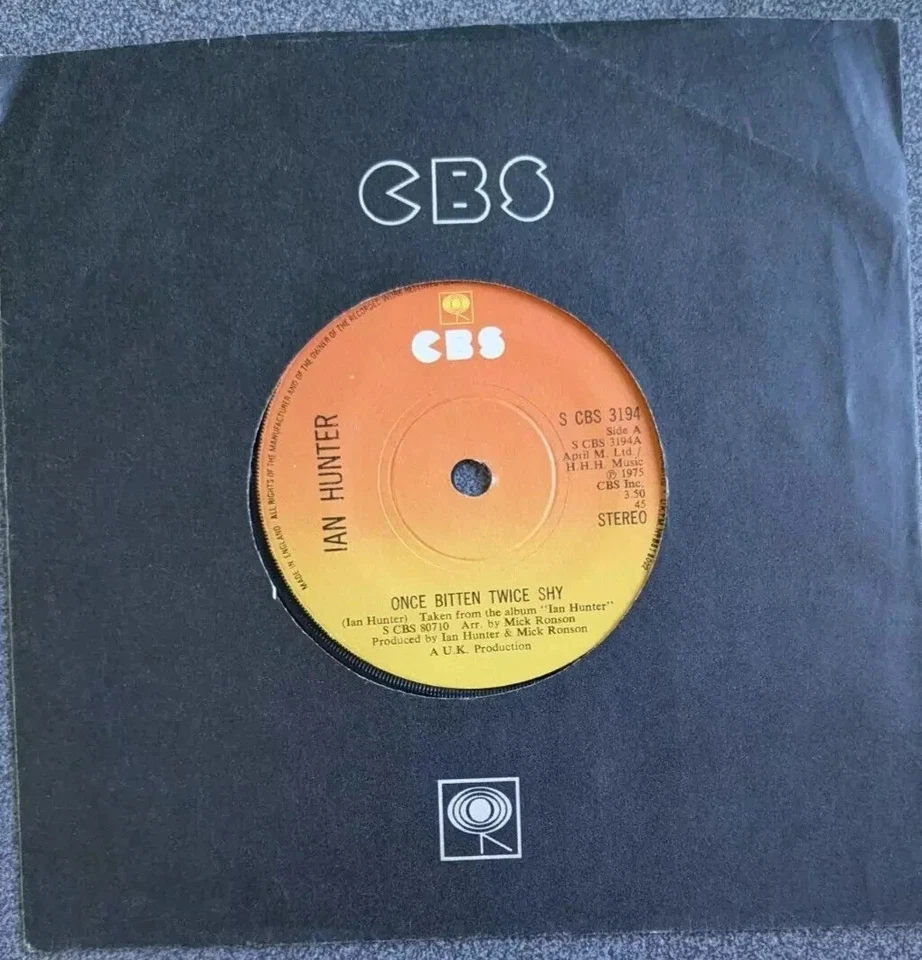 CBS
MADE IN ENGLAND ALL RIGHTS OF THE MANUFACTURER AND OF THE OWNER OF THE RECORDED WORK
CBS
IAN HUNTER
S CBS 3194
Side A
S CBS 3194A
April M. Ltd./
H.H.H. Music
℗ 1975
CBS Inc.
3.50
45
STEREO
ONCE BITTEN TWICE SHY
(Ian Hunter) Taken from the album "Ian Hunter"
S CBS 80710 Arr. by Mick Ronson
Produced by Ian Hunter & Mick Ronson
A U.K. Production